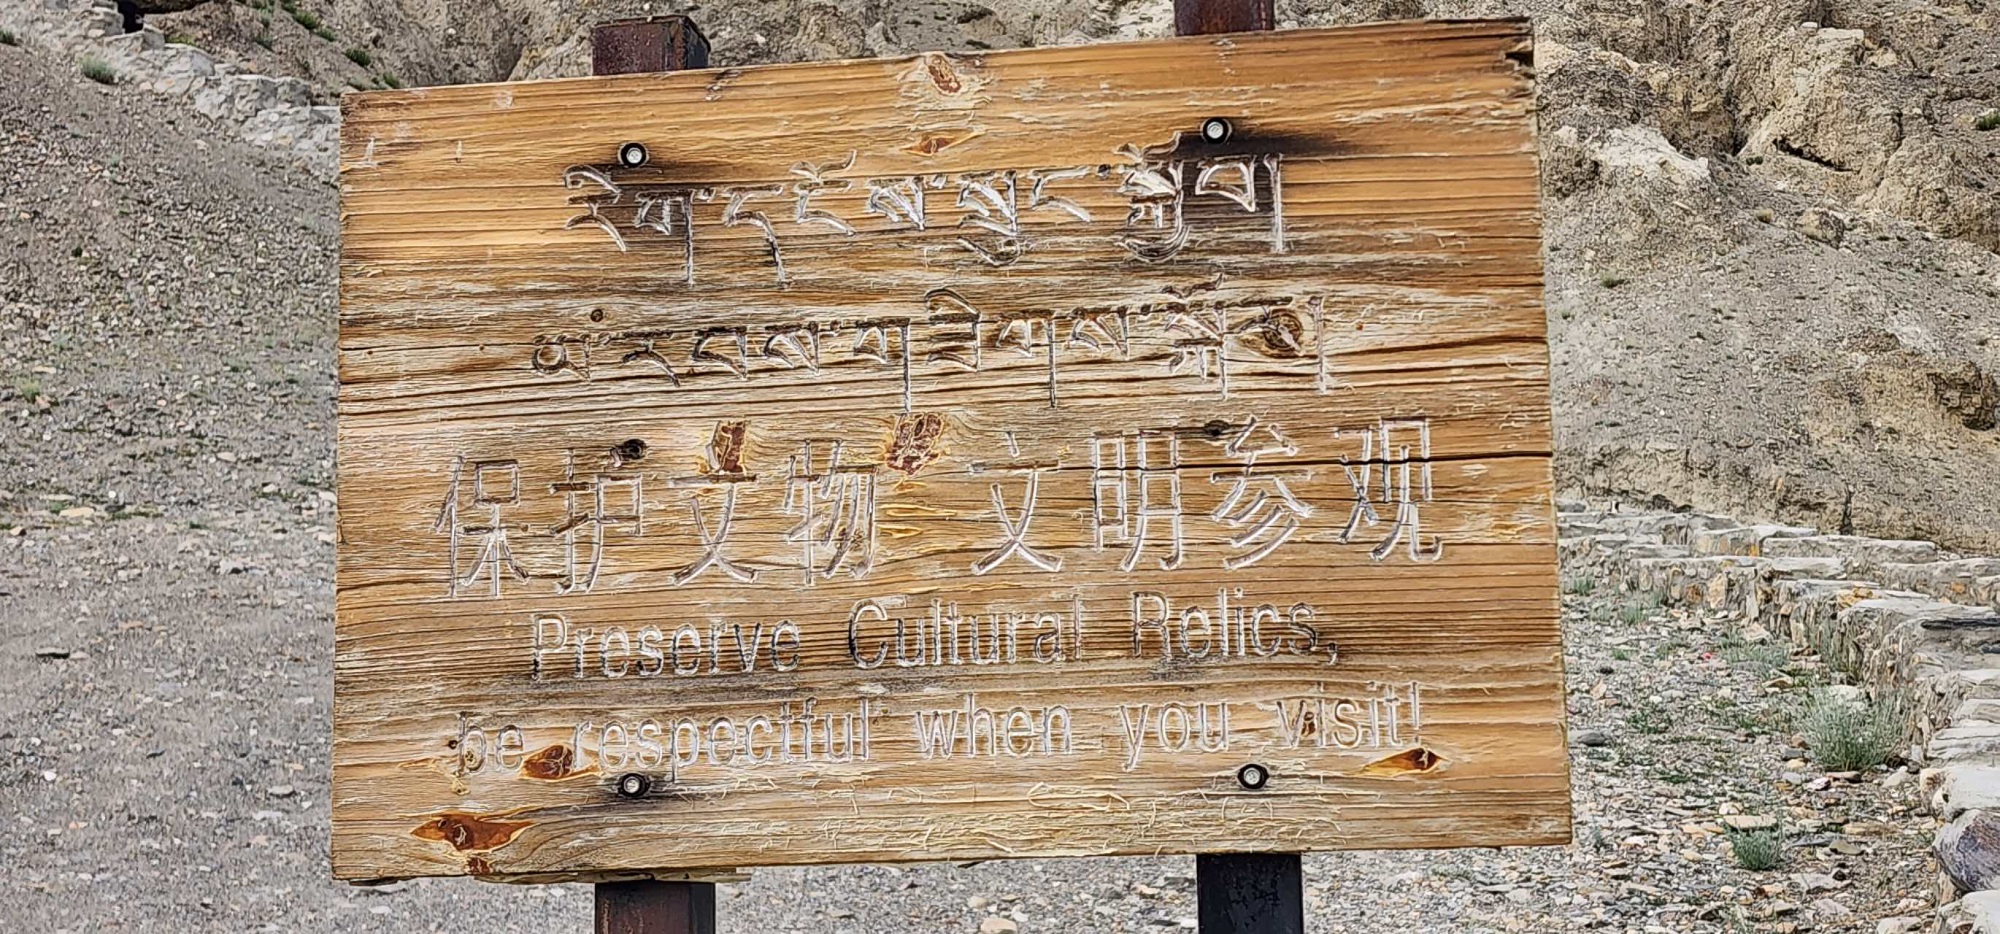 རིག་དངོས་སྲུང་སྐྱོབ།
ཡ་རབས་གཟིགས་སྐོར།
保护文物 文明参观
Preserve Cultural Relics,
be respectful when you visit!